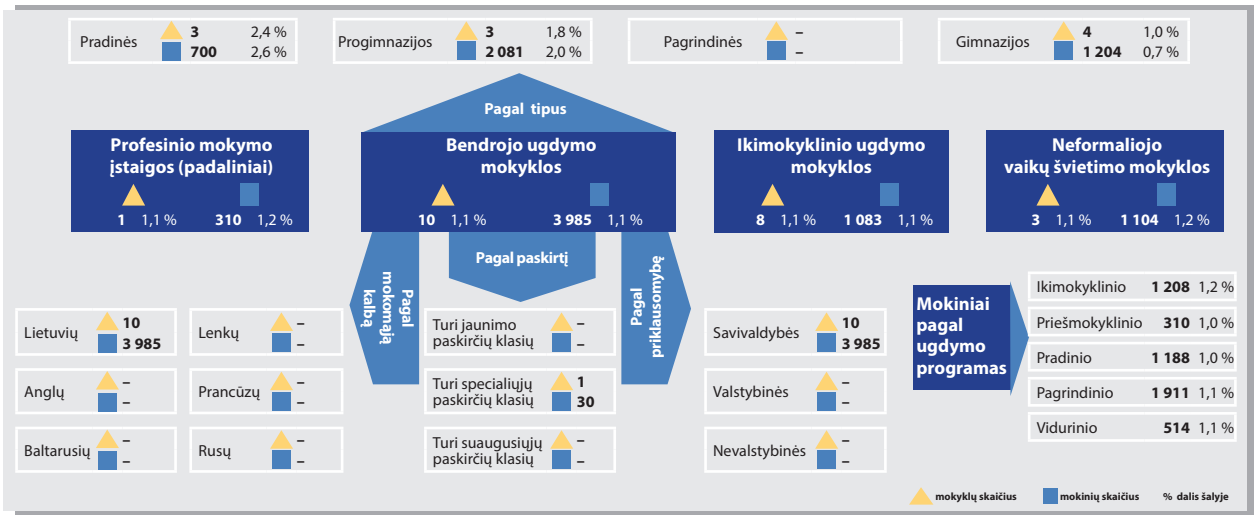 Pradinės
3 2,4 %
700 2,6 %
Progimnazijos
3 1,8 %
2 081 2,0 %
Pagrindinės
–
–
Gimnazijos
4 1,0 %
1 204 0,7 %
Pagal tipus
Profesinio mokymo
įstaigos (padaliniai)
1 1,1 % 310 1,2 %
Bendrojo ugdymo
mokyklos
10 1,1 % 3 985 1,1 %
Ikimokyklinio ugdymo
mokyklos
8 1,1 % 1 083 1,1 %
Neformaliojo
vaikų švietimo mokyklos
3 1,1 % 1 104 1,2 %
Pagal
mokomąją
kalbą
Pagal paskirtį
Pagal
priklausomybę
Lietuvių
10
3 985
Lenkų
–
–
Anglų
–
–
Prancūzų
–
–
Baltarusių
–
–
Rusų
–
–
Turi jaunimo
paskirčių klasių
–
–
Turi specialiųjų
paskirčių klasių
1
30
Turi suaugusiųjų
paskirčių klasių
–
–
Savivaldybės
10
3 985
Valstybinės
–
–
Nevalstybinės
–
–
Mokiniai
pagal
ugdymo
programas
Ikimokyklinio 1 208 1,2 %
Priešmokyklinio 310 1,0 %
Pradinio 1 188 1,0 %
Pagrindinio 1 911 1,1 %
Vidurinio 514 1,1 %
mokyklų skaičius mokinių skaičius % dalis šalyje